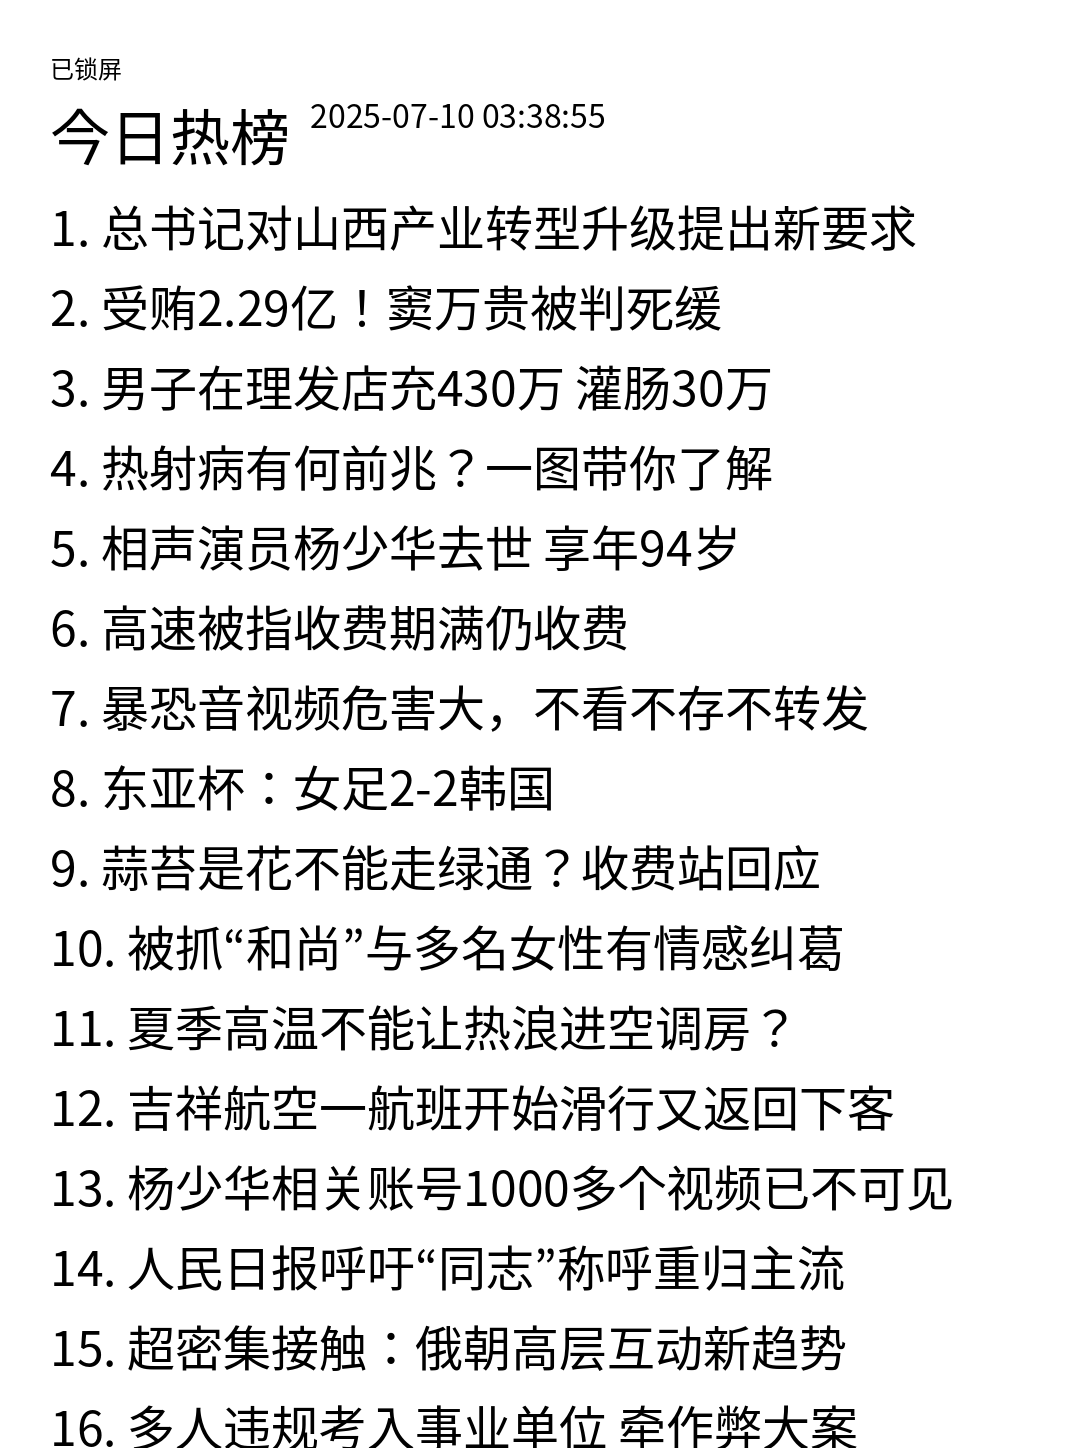 已锁屏
今日热榜 2025-07-10 03:38:55
1. 总书记对山西产业转型升级提出新要求
2. 受贿2.29亿！窦万贵被判死缓
3. 男子在理发店充430万 灌肠30万
4. 热射病有何前兆？一图带你了解
5. 相声演员杨少华去世 享年94岁
6. 高速被指收费期满仍收费
7. 暴恐音视频危害大，不看不存不转发
8. 东亚杯：女足2-2韩国
9. 蒜苔是花不能走绿通？收费站回应
10. 被抓“和尚”与多名女性有情感纠葛
11. 夏季高温不能让热浪进空调房？
12. 吉祥航空一航班开始滑行又返回下客
13. 杨少华相关账号1000多个视频已不可见
14. 人民日报呼吁“同志”称呼重归主流
15. 超密集接触：俄朝高层互动新趋势
16. 多人违规考入事业单位 牵作弊大案